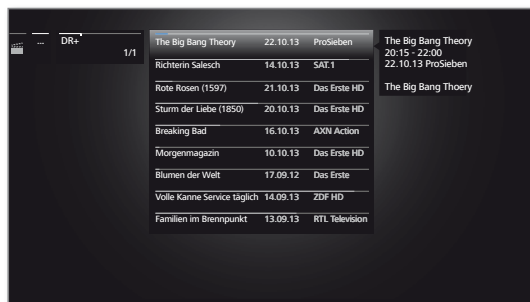 ...
DR+
1/1
The Big Bang Theory 22.10.13 ProSieben
Richterin Salesch 14.10.13 SAT.1
Rote Rosen (1597) 21.10.13 Das Erste HD
Sturm der Liebe (1850) 20.10.13 Das Erste HD
Breaking Bad 16.10.13 AXN Action
Morgenmagazin 10.10.13 Das Erste HD
Blumen der Welt 17.09.12 Das Erste
Volle Kanne Service täglich 14.09.13 ZDF HD
Familien im Brennpunkt 13.09.13 RTL Television
The Big Bang Theory
20:15 - 22:00
22.10.13 ProSieben
The Big Bang Thoery